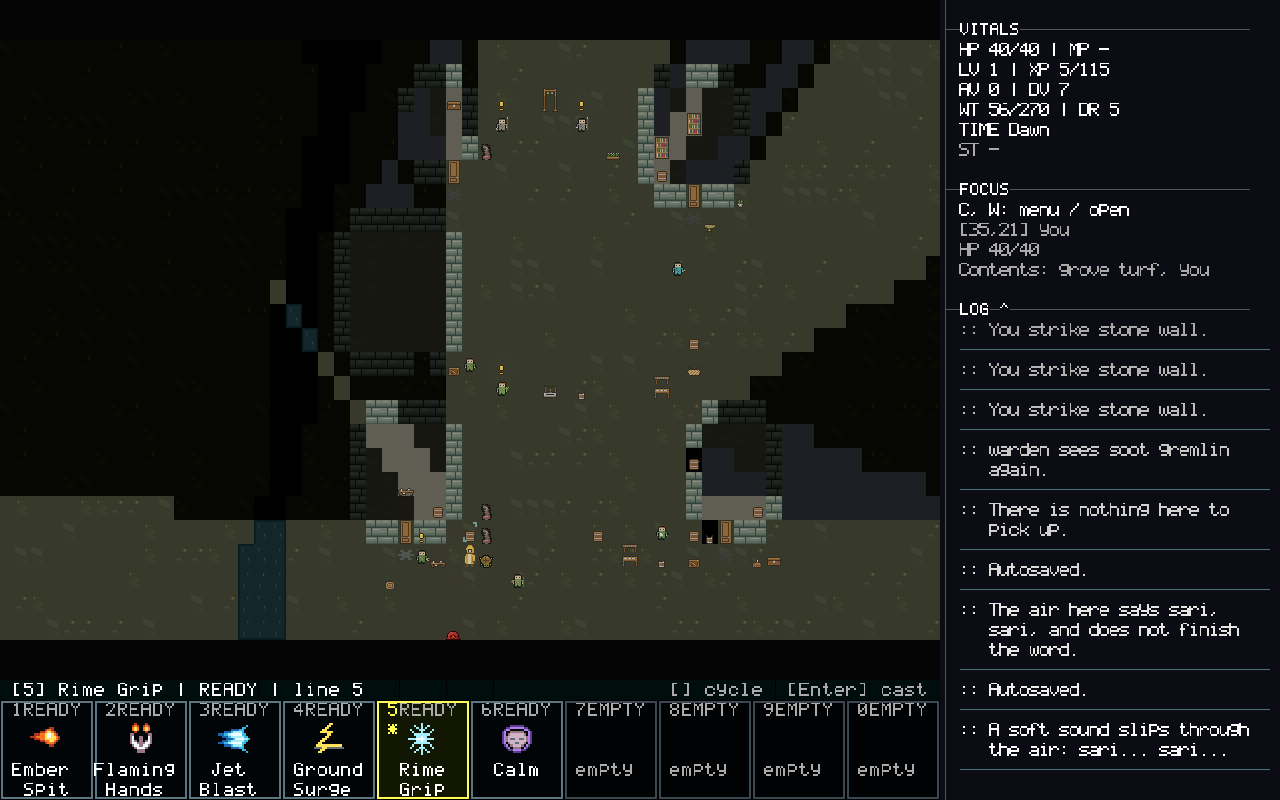 VITALS
HP 40/40 | MP -
LV 1 | XP 5/115
AV 0 | DV 7
WT 56/270 | DR 5
TIME Dawn
ST -
FOCUS
C, W: menu / oPen
[35,21] You
HP 40/40
Contents: grove turf, You
LOG ^
:: You strike stone wall.
:: You strike stone wall.
:: You strike stone wall.
:: warden sees soot gremlin
again.
:: There is nothing here to
Pick uP.
:: Autosaved.
:: The air here says sari,
sari, and does not finish
the word.
:: Autosaved.
:: A soft sound sliPs through
the air: sari... sari...
[5] Rime GriP | READY | line 5
[] cycle [Enter] cast
1READY 2READY 3READY 4READY 5READY 6READY 7EMPTY 8EMPTY 9EMPTY 0EMPTY
*
Ember Flaming Jet Ground Rime Calm emPty emPty emPty emPty
SPit Hands Blast Surge GriP